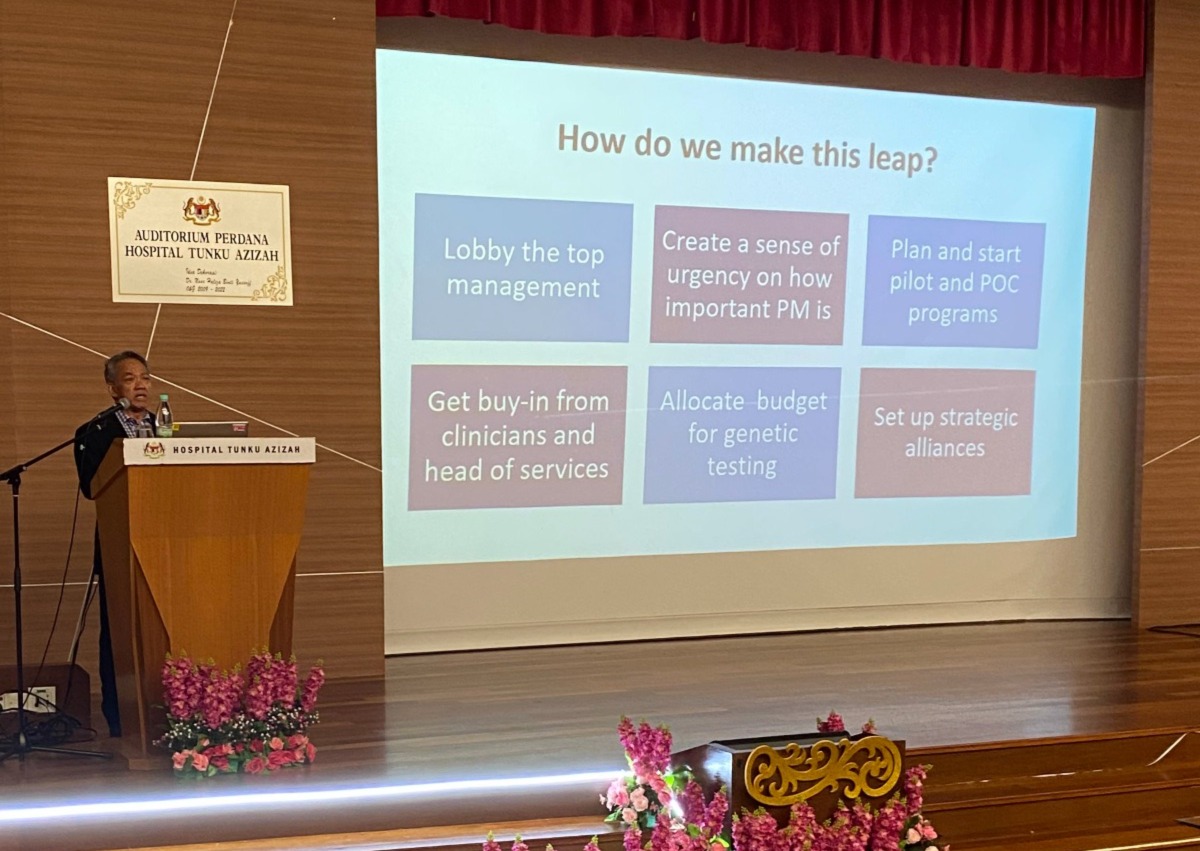 How do we make this leap?
Lobby the top
management
Create a sense of
urgency on how
important PM is
Plan and start
pilot and POC
programs
Get buy-in from
clinicians and
head of services
Allocate budget
for genetic
testing
Set up strategic
alliances
AUDITORIUM PERDANA
HOSPITAL TUNKU AZIZAH
HOSPITAL TUNKU AZIZAH